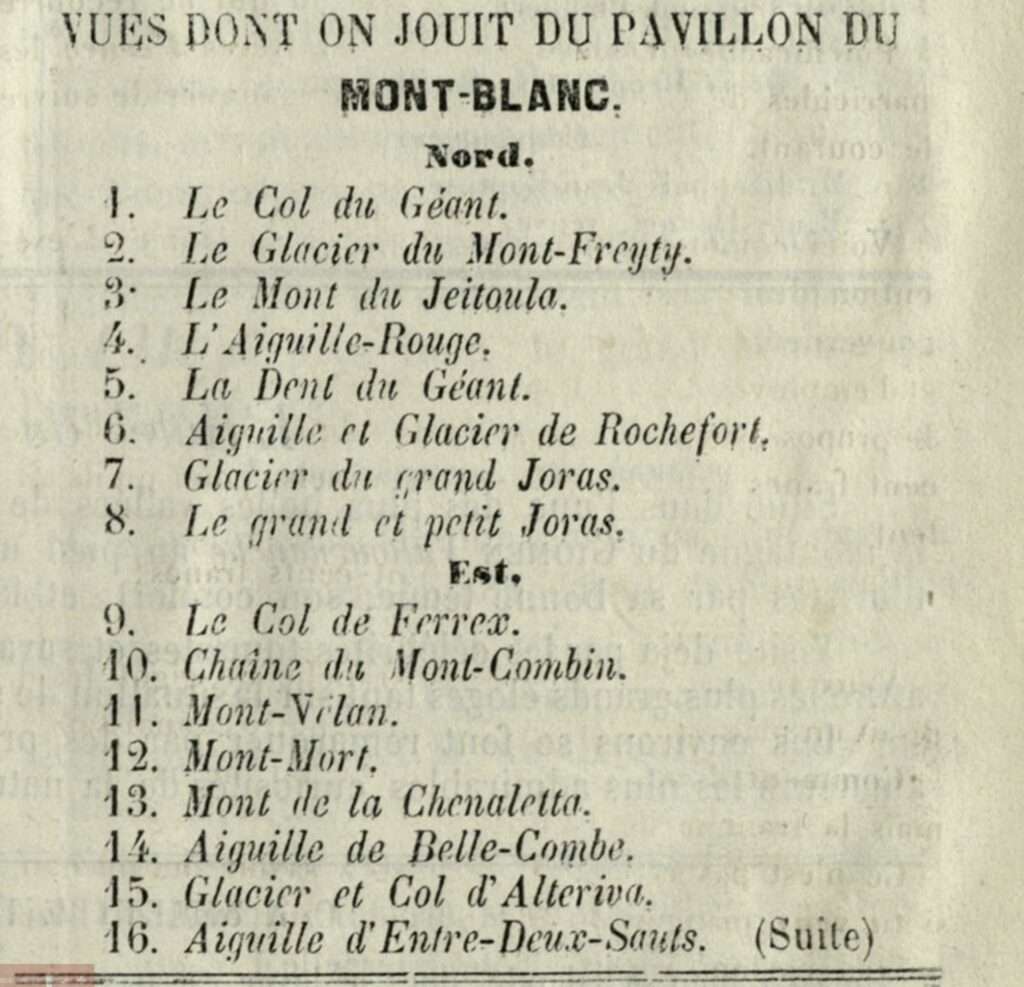 VUES DONT ON JOUIT DU PAVILLON DU
MONT-BLANC.
Nord.
1. Le Col du Géant.
2. Le Glacier du Mont-Freyty.
3. Le Mont du Jeitoula.
4. L'Aiguille-Rouge.
5. La Dent du Géant.
6. Aiguille et Glacier de Rochefort.
7. Glacier du grand Joras.
8. Le grand et petit Joras.
Est.
9. Le Col de Ferrex.
10. Chaîne du Mont-Combin.
11. Mont-Vélan.
12. Mont-Mort.
13. Mont de la Chenaletta.
14. Aiguille de Belle-Combe.
15. Glacier et Col d'Alteriva.
16. Aiguille d'Entre-Deux-Sauts. (Suite)